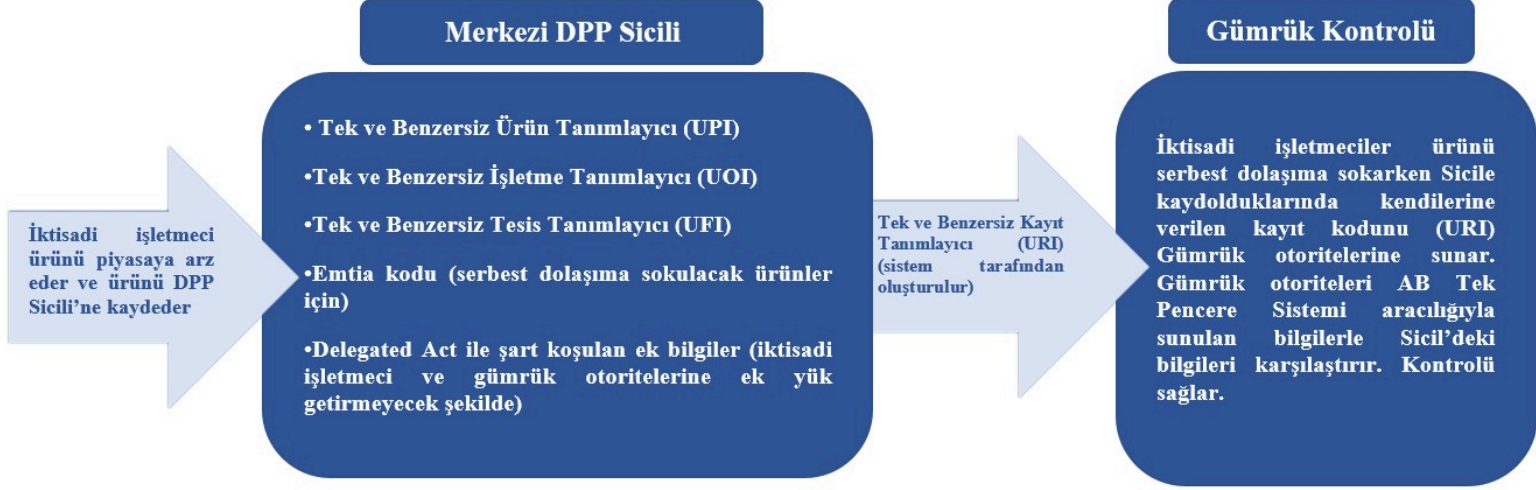 İktisadi işletmeci
ürünü piyasaya arz
eder ve ürünü DPP
Sicili’ne kaydeder
Merkezi DPP Sicili
• Tek ve Benzersiz Ürün Tanımlayıcı (UPI)
•Tek ve Benzersiz İşletme Tanımlayıcı (UOI)
•Tek ve Benzersiz Tesis Tanımlayıcı (UFI)
•Emtia kodu (serbest dolaşıma sokulacak ürünler
için)
•Delegated Act ile şart koşulan ek bilgiler (iktisadi
işletmeci ve gümrük otoritelerine ek yük
getirmeyecek şekilde)
Tek ve Benzersiz Kayıt
Tanımlayıcı (URI)
(sistem tarafından
oluşturulur)
Gümrük Kontrolü
İktisadi işletmeciler ürünü
serbest dolaşıma sokarken Sicile
kaydolduklarında kendilerine
verilen kayıt kodunu (URI)
Gümrük otoritelerine sunar.
Gümrük otoriteleri AB Tek
Pencere Sistemi aracılığıyla
sunulan bilgilerle Sicil’deki
bilgileri karşılaştırır. Kontrolü
sağlar.